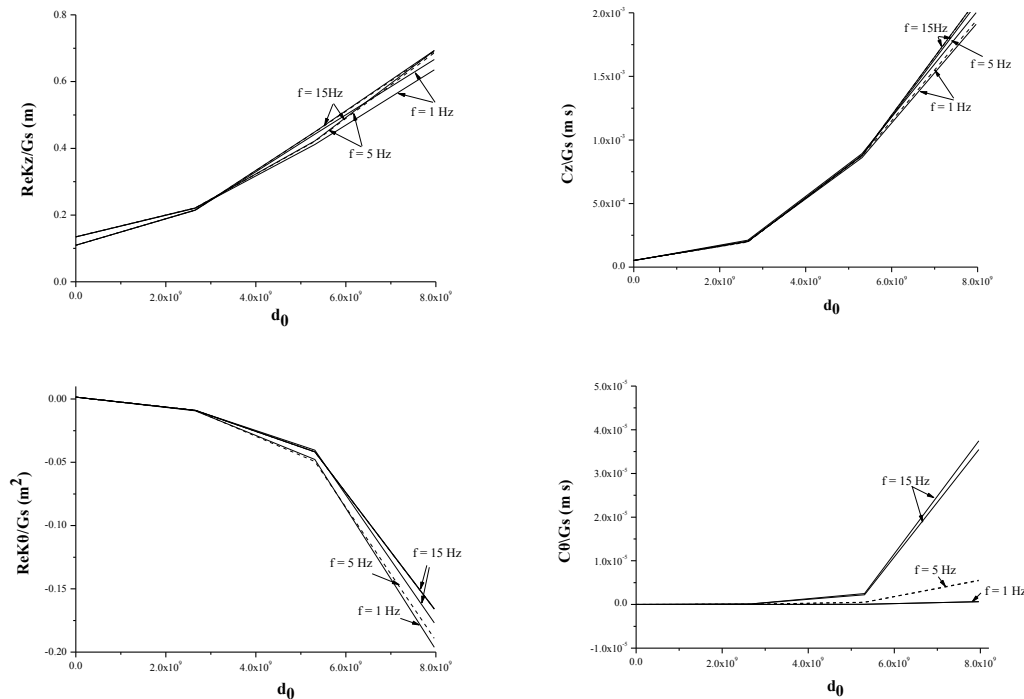 0.8
0.6
0.4
0.2
0.0
ReKz/Gs (m)
f = 15Hz
f = 1 Hz
f = 5 Hz
0.0 2.0x10⁹ 4.0x10⁹ 6.0x10⁹ 8.0x10⁹
d₀
2.0x10⁻³
1.5x10⁻³
1.0x10⁻³
5.0x10⁻⁴
0.0
Cz\Gs (m s)
f = 15Hz
f = 5 Hz
f = 1 Hz
0.0 2.0x10⁹ 4.0x10⁹ 6.0x10⁹ 8.0x10⁹
d₀
0.00
-0.05
-0.10
-0.15
-0.20
ReKθ/Gs (m²)
f = 15 Hz
f = 5 Hz
f = 1 Hz
0.0 2.0x10⁹ 4.0x10⁹ 6.0x10⁹ 8.0x10⁹
d₀
5.0x10⁻⁵
4.0x10⁻⁵
3.0x10⁻⁵
2.0x10⁻⁵
1.0x10⁻⁵
0.0
-1.0x10⁻⁵
Cθ\Gs (m s)
f = 15 Hz
f = 5 Hz
f = 1 Hz
0.0 2.0x10⁹ 4.0x10⁹ 6.0x10⁹ 8.0x10⁹
d₀